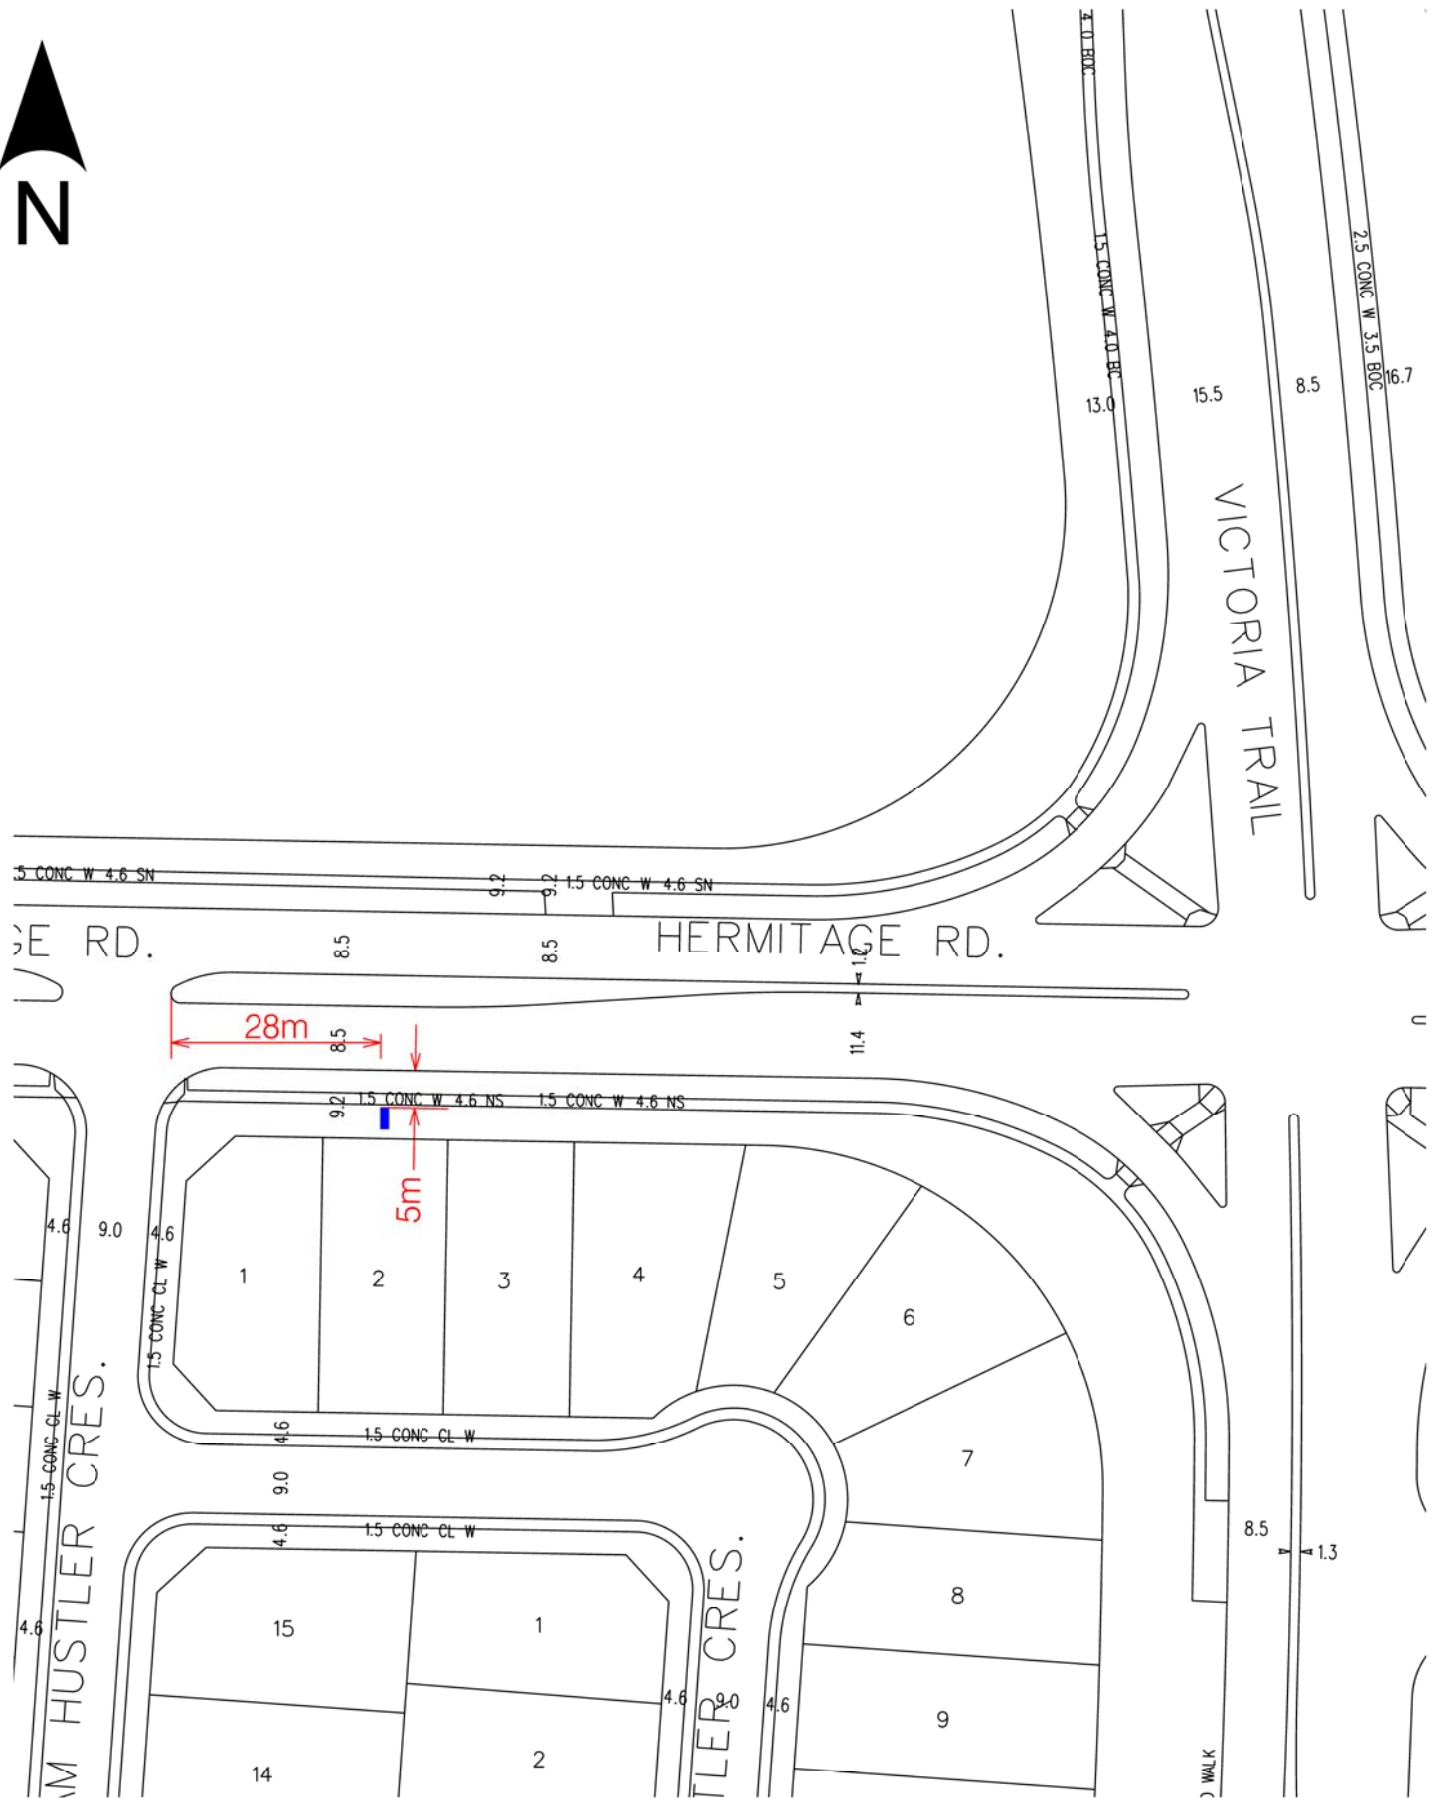 N
4.0 BOC
1.5 CONC W 4.0 BC
2.5 CONC W 3.5 BOC
13.0
15.5
8.5
16.7
VICTORIA TRAIL
.5 CONC W 4.6 SN
9.2
9.2
1.5 CONC W 4.6 SN
GE RD.
8.5
8.5
HERMITAGE RD.
28m
8.5
11.4
9.2
1.5 CONC W 4.6 NS
1.5 CONC W 4.6 NS
5m
4.6
9.0
4.6
1.5 CONC CL W
1
2
3
4
5
6
7
8
9
1.5 CONC CL W
AM HUSTLER CRES.
4.6
1.5 CONC CL W
9.0
4.6
1.5 CONC CL W
8.5
1.3
4.6
15
1
14
2
TLER CRES.
4.6
9.0
4.6
WALK